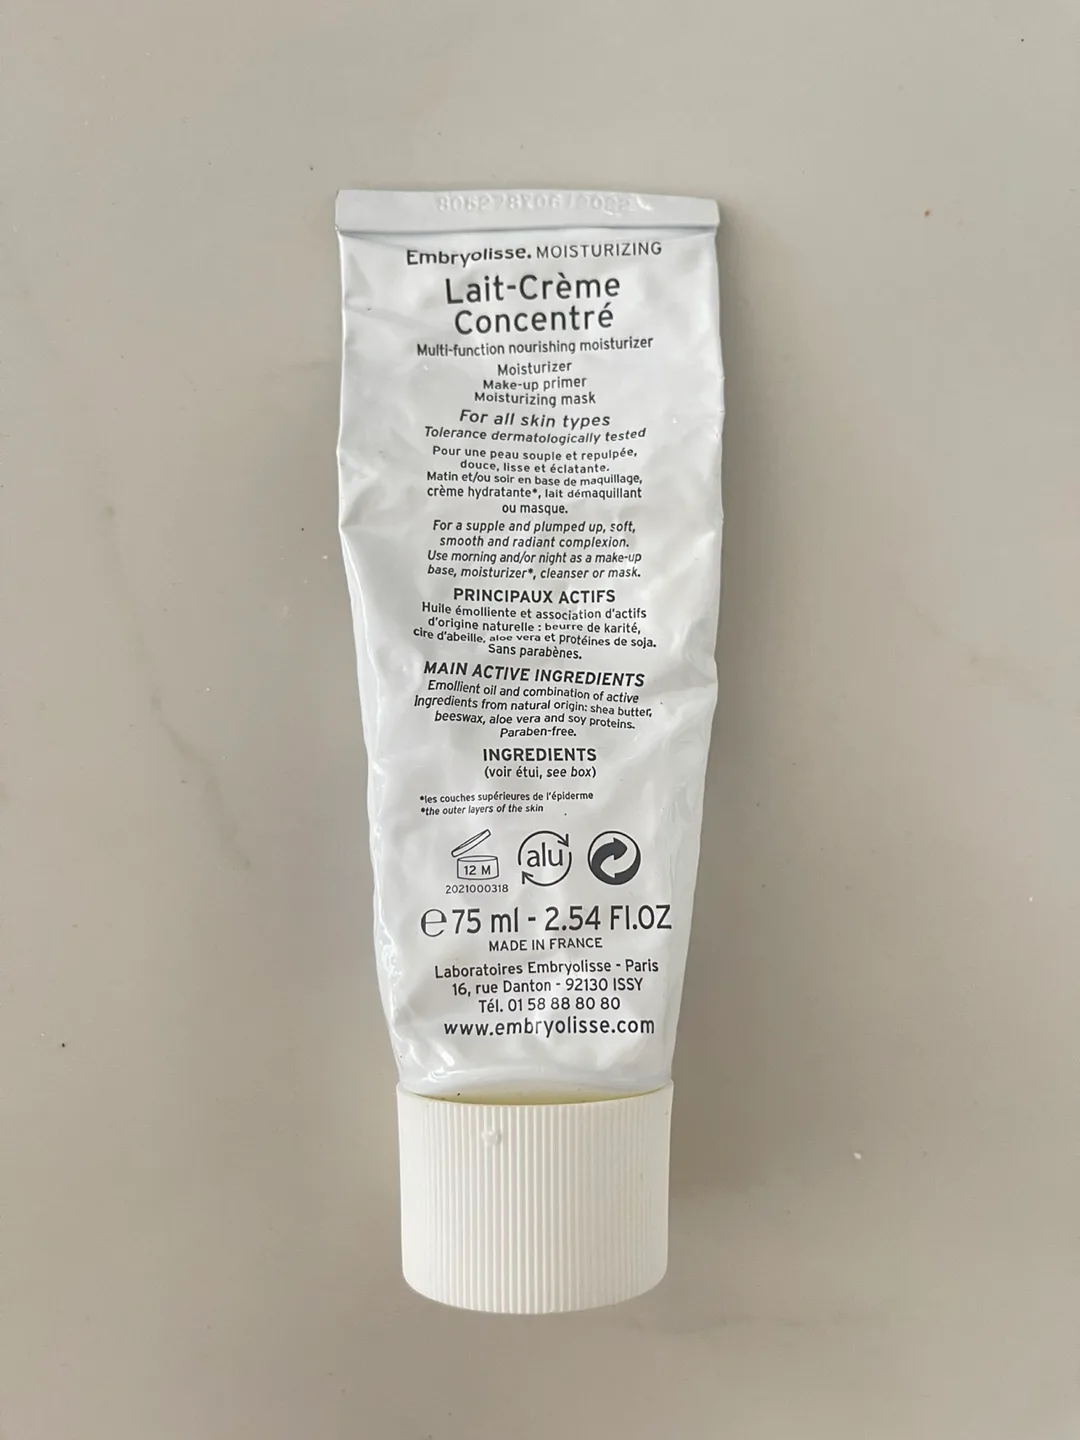 Embryolisse. MOISTURIZING
Lait-Crème
Concentré
Multi-function nourishing moisturizer
Moisturizer
Make-up primer
Moisturizing mask
For all skin types
Tolerance dermatologically tested
Pour une peau souple et repulpée,
douce, lisse et éclatante.
Matin et/ou soir en base de maquillage,
crème hydratante*, lait démaquillant
ou masque.
For a supple and plumped up, soft,
smooth and radiant complexion.
Use morning and/or night as a make-up
base, moisturizer*, cleanser or mask.
PRINCIPAUX ACTIFS
Huile émolliente et association d'actifs
d'origine naturelle : beurre de karité,
cire d'abeille, aloe vera et protéines de soja.
Sans parabènes.
MAIN ACTIVE INGREDIENTS
Emollient oil and combination of active
Ingredients from natural origin: shea butter,
beeswax, aloe vera and soy proteins.
Paraben-free.
INGREDIENTS
(voir étui, see box)
*les couches supérieures de l'épiderme
*the outer layers of the skin
12 M
alu
2021000318
℮ 75 ml - 2.54 Fl.OZ
MADE IN FRANCE
Laboratoires Embryolisse - Paris
16, rue Danton - 92130 ISSY
Tél. 01 58 88 80 80
www.embryolisse.com